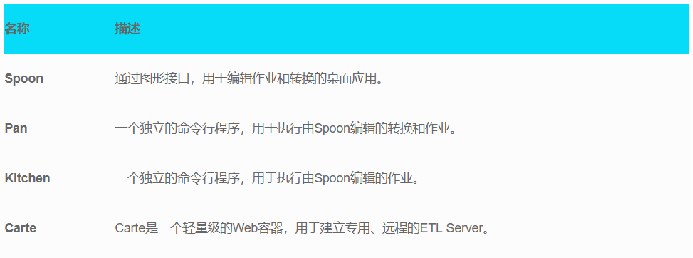 名称 描述
Spoon 通过图形接口，用于编辑作业和转换的桌面应用。
Pan 一个独立的命令行程序，用于执行由Spoon编辑的转换和作业。
Kitchen 一个独立的命令行程序，用于执行由Spoon编辑的作业。
Carte Carte是一个轻量级的Web容器，用于建立专用、远程的ETL Server。